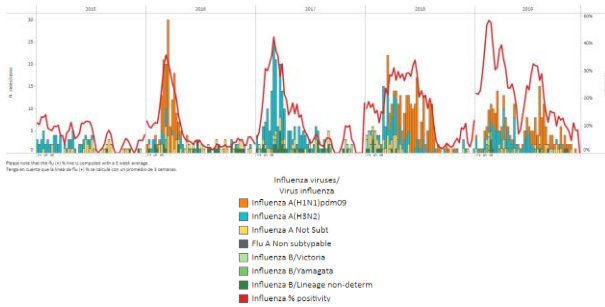 2015 2016 2017 2018 2019
30
25
20
15
10
5
0
50%
40%
30%
20%
10%
0%
Please note that the flu (+) % line is computed with a 3 week average.
Tenga en cuenta que la línea de flu (+) % se calcula con un promedio de 3 semanas.
Influenza viruses/
Virus influenza
Influenza A(H1N1)pdm09
Influenza A(H3N2)
Influenza A Not Subt
Flu A Non subtypable
Influenza B/Victoria
Influenza B/Yamagata
Influenza B/Lineage non-determ
Influenza % positivity